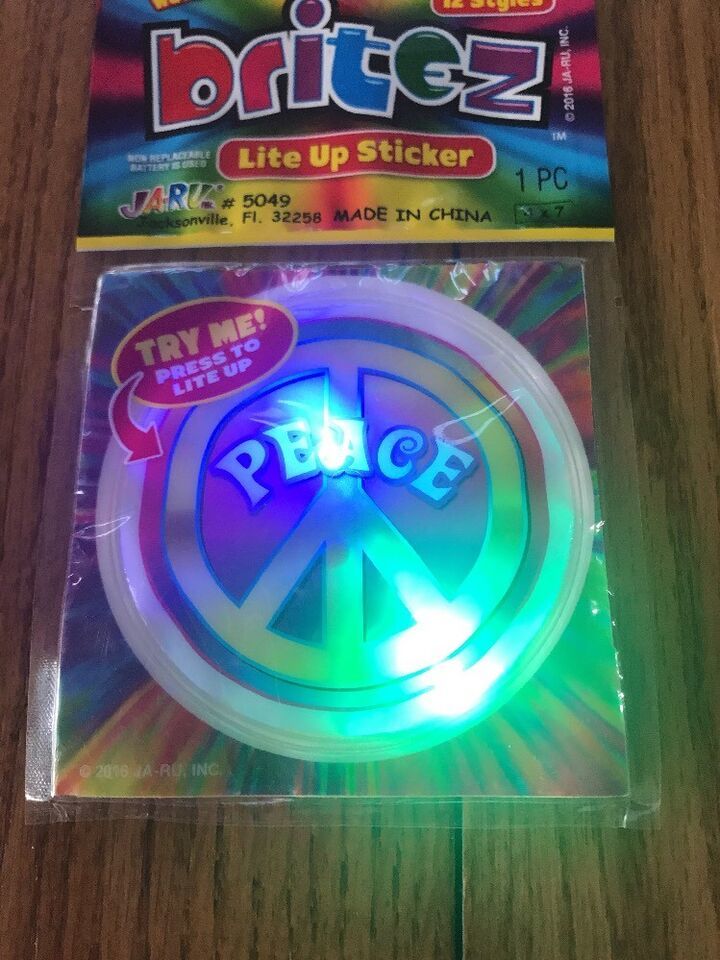 12 Styles
britez
TM
© 2016 JA-RU, INC.
Lite Up Sticker
NON REPLACEABLE
BATTERY IS USED
1 PC
JA-RU # 5049
Jacksonville, Fl. 32258 MADE IN CHINA
TRY ME!
PRESS TO
LITE UP
PEACE
© 2016 JA-RU, INC.